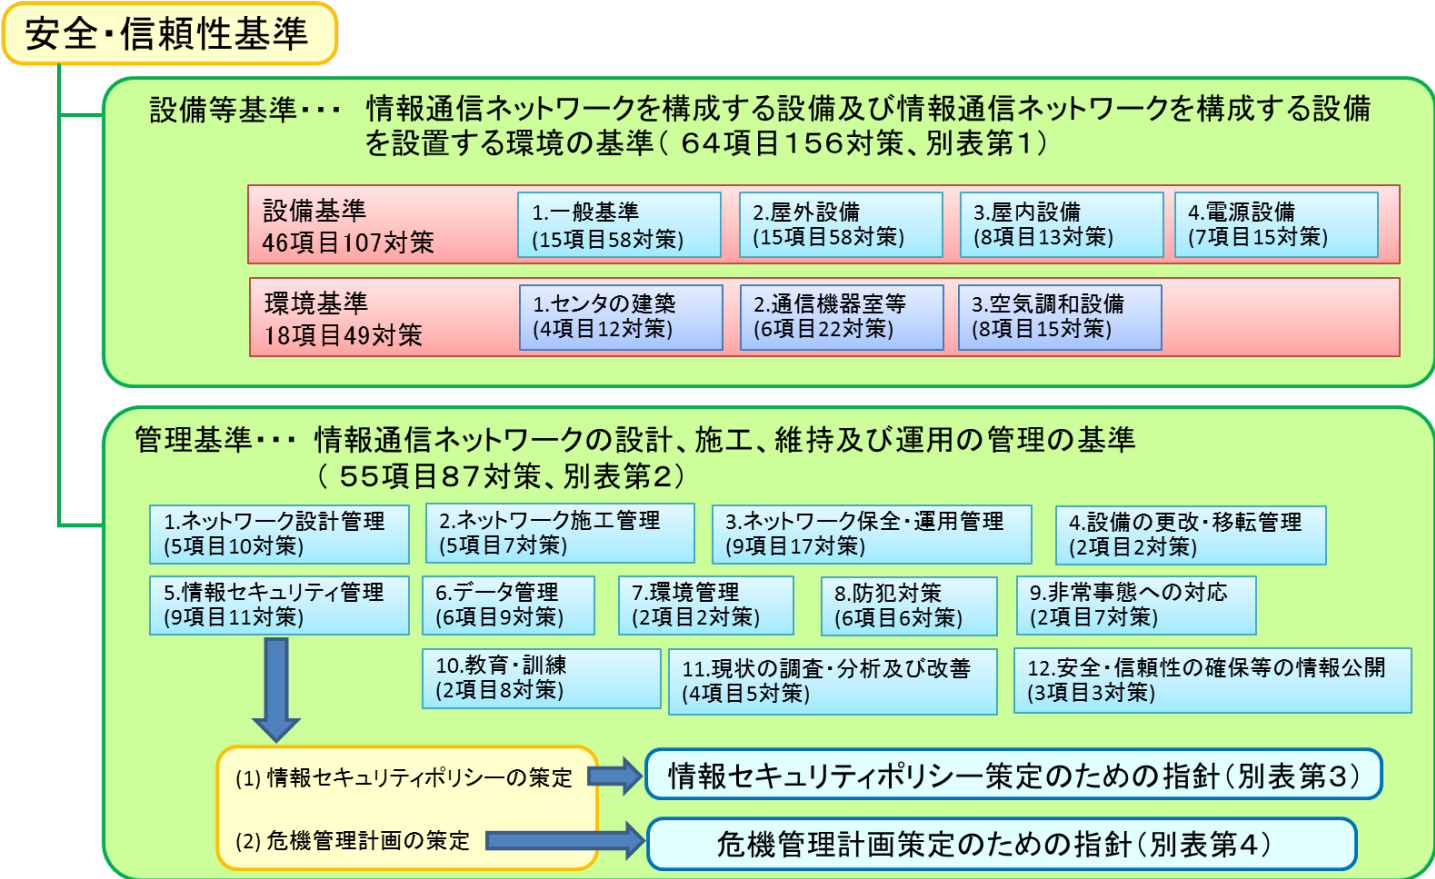 安全・信頼性基準
設備等基準・・・ 情報通信ネットワークを構成する設備及び情報通信ネットワークを構成する設備
を設置する環境の基準（ 64項目156対策、別表第1）
設備基準
46項目107対策
1.一般基準
(15項目58対策)
2.屋外設備
(15項目58対策)
3.屋内設備
(8項目13対策)
4.電源設備
(7項目15対策)
環境基準
18項目49対策
1.センタの建築
(4項目12対策)
2.通信機器室等
(6項目22対策)
3.空気調和設備
(8項目15対策)
管理基準・・・ 情報通信ネットワークの設計、施工、維持及び運用の管理の基準
（ 55項目87対策、別表第2）
1.ネットワーク設計管理
(5項目10対策)
2.ネットワーク施工管理
(5項目7対策)
3.ネットワーク保全・運用管理
(9項目17対策)
4.設備の更改・移転管理
(2項目2対策)
5.情報セキュリティ管理
(9項目11対策)
6.データ管理
(6項目9対策)
7.環境管理
(2項目2対策)
8.防犯対策
(6項目6対策)
9.非常事態への対応
(2項目7対策)
10.教育・訓練
(2項目8対策)
11.現状の調査・分析及び改善
(4項目5対策)
12.安全・信頼性の確保等の情報公開
(3項目3対策)
(1) 情報セキュリティポリシーの策定
情報セキュリティポリシー策定のための指針（別表第3）
(2) 危機管理計画の策定
危機管理計画策定のための指針（別表第4）